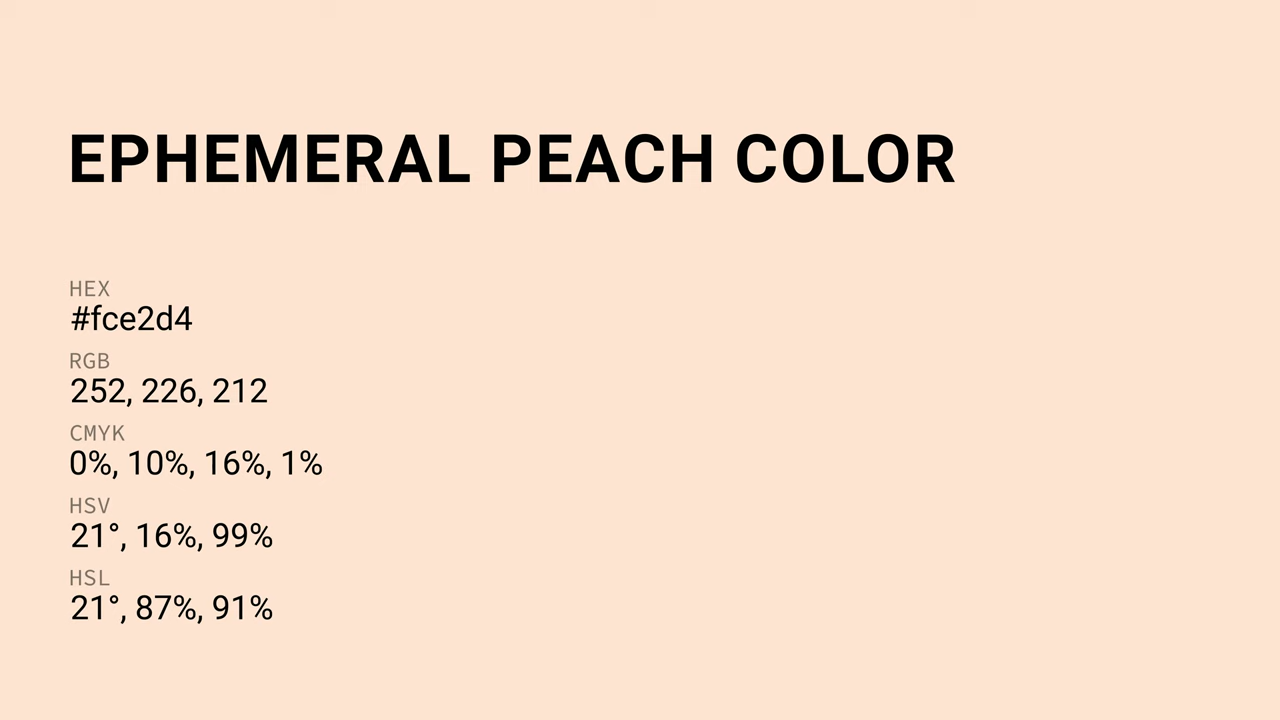 EPHEMERAL PEACH COLOR
HEX
#fce2d4
RGB
252, 226, 212
CMYK
0%, 10%, 16%, 1%
HSV
21°, 16%, 99%
HSL
21°, 87%, 91%